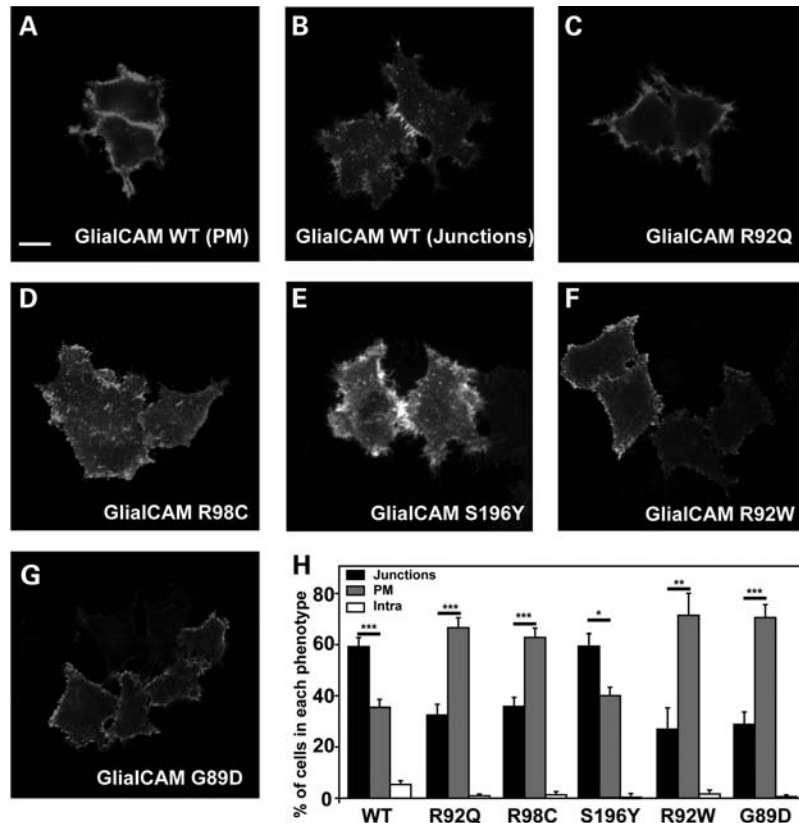 A
GlialCAM WT (PM)
B
GlialCAM WT (Junctions)
C
GlialCAM R92Q
D
GlialCAM R98C
E
GlialCAM S196Y
F
GlialCAM R92W
G
GlialCAM G89D
H
Junctions
PM
Intra
% of cells in each phenotype
80
60
40
20
0
*** *** *** * ** ***
WT R92Q R98C S196Y R92W G89D